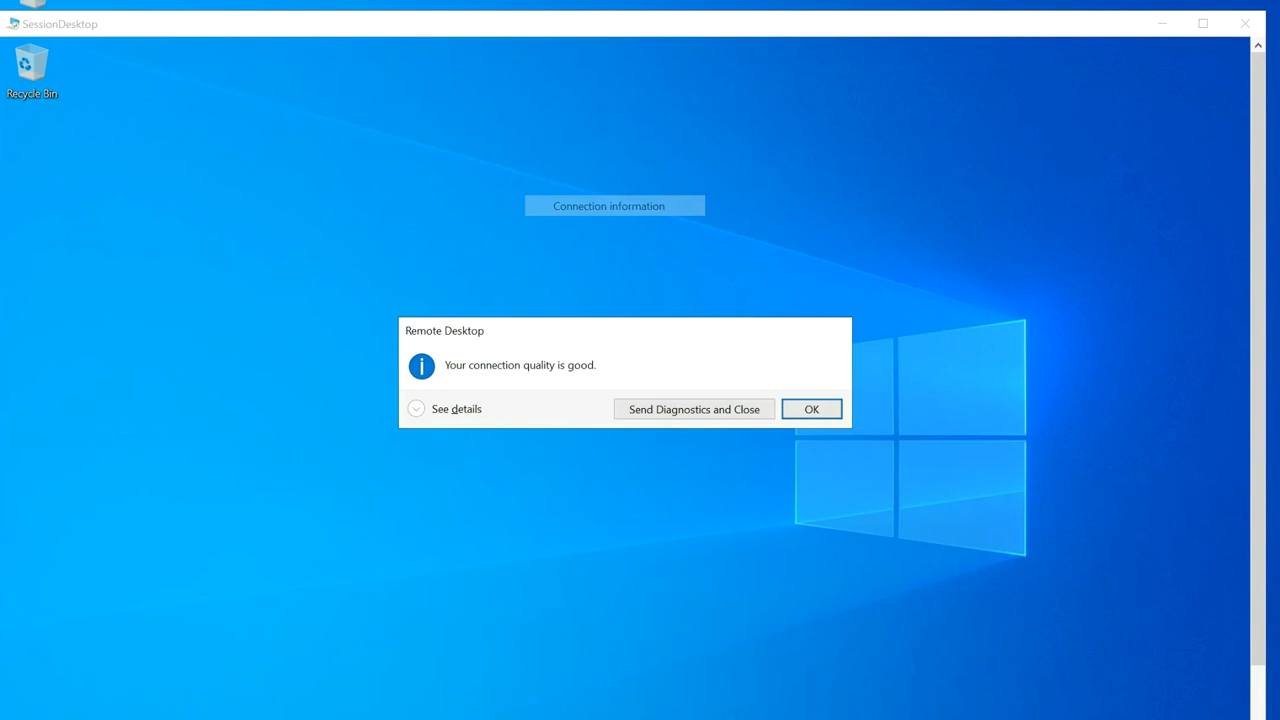 SessionDesktop
Recycle Bin
Connection information
Remote Desktop
Your connection quality is good.
See details
Send Diagnostics and Close
OK